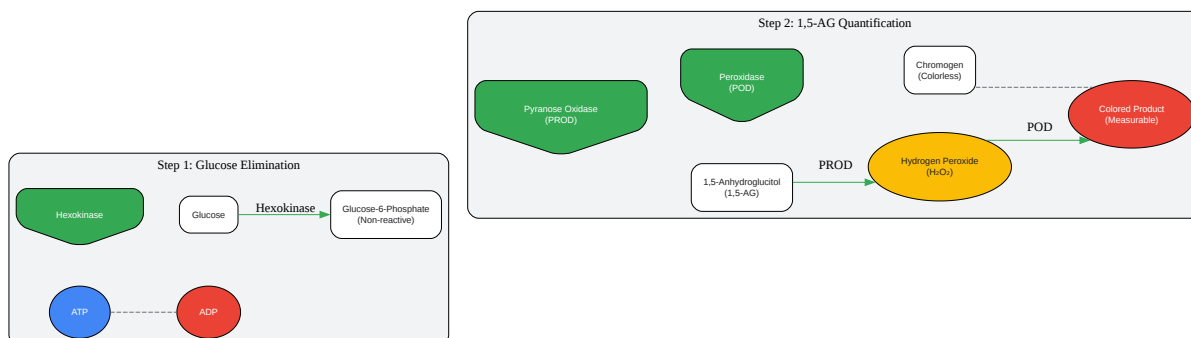 Step 1: Glucose Elimination
Hexokinase
Glucose
Hexokinase
Glucose-6-Phosphate
(Non-reactive)
ATP
ADP
Step 2: 1,5-AG Quantification
Pyranose Oxidase
(PROD)
Peroxidase
(POD)
Chromogen
(Colorless)
Colored Product
(Measurable)
POD
1,5-Anhydroglucitol
(1,5-AG)
PROD
Hydrogen Peroxide
(H₂O₂)